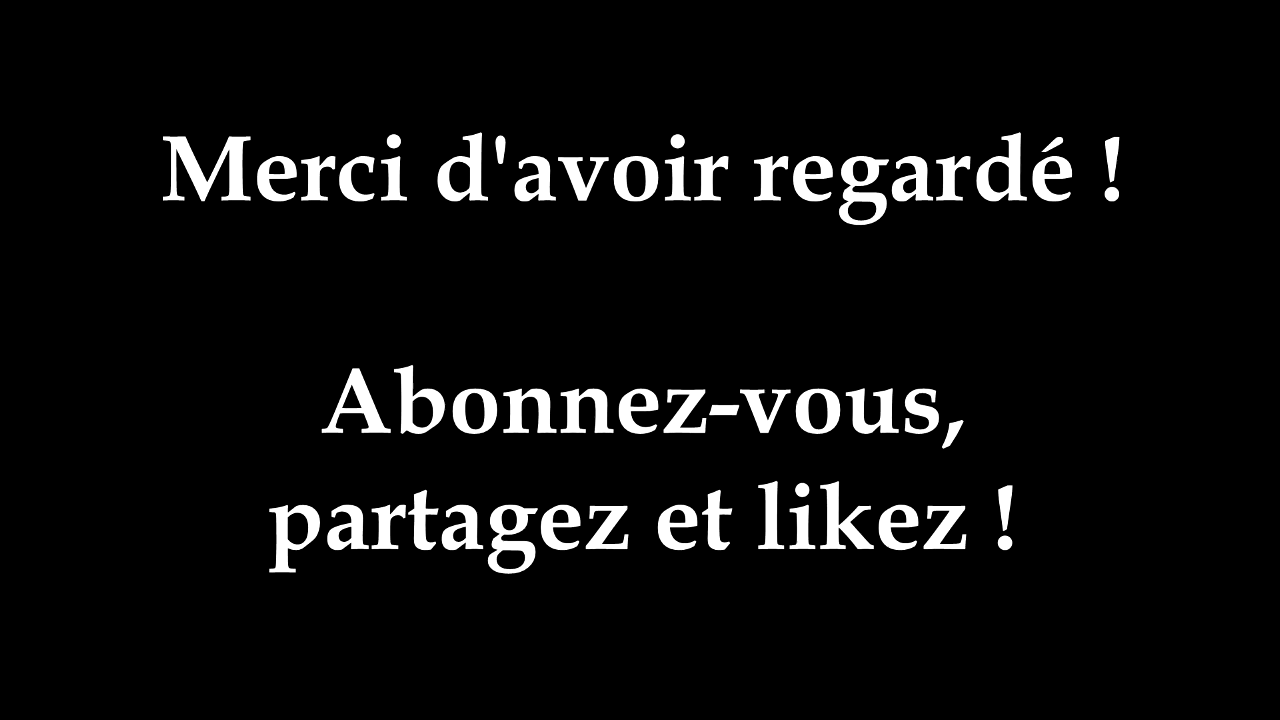 Merci d'avoir regardé !
Abonnez-vous,
partagez et likez !